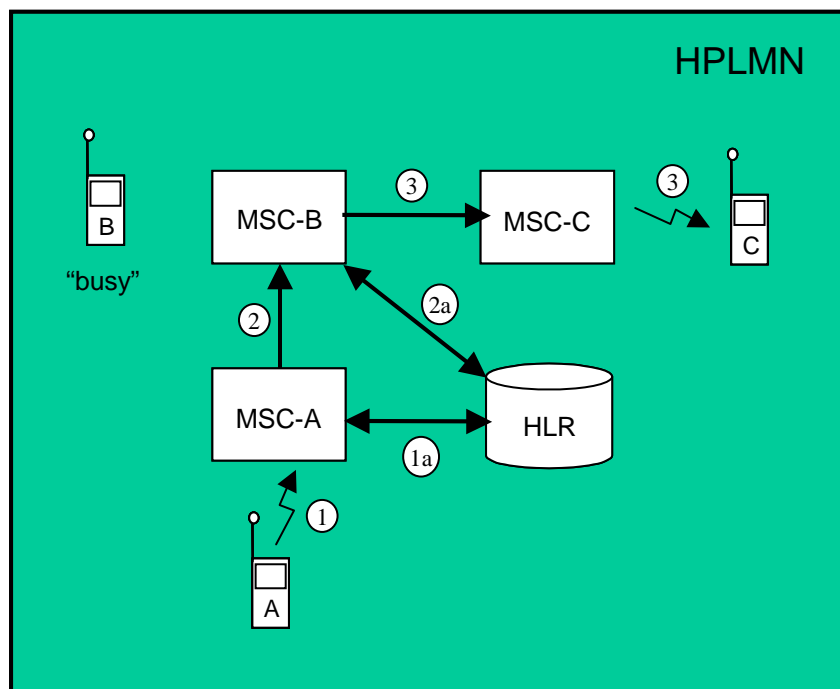 HPLMN
3
3
MSC-B
MSC-C
B
C
“busy”
2a
2
MSC-A
HLR
1a
1
A